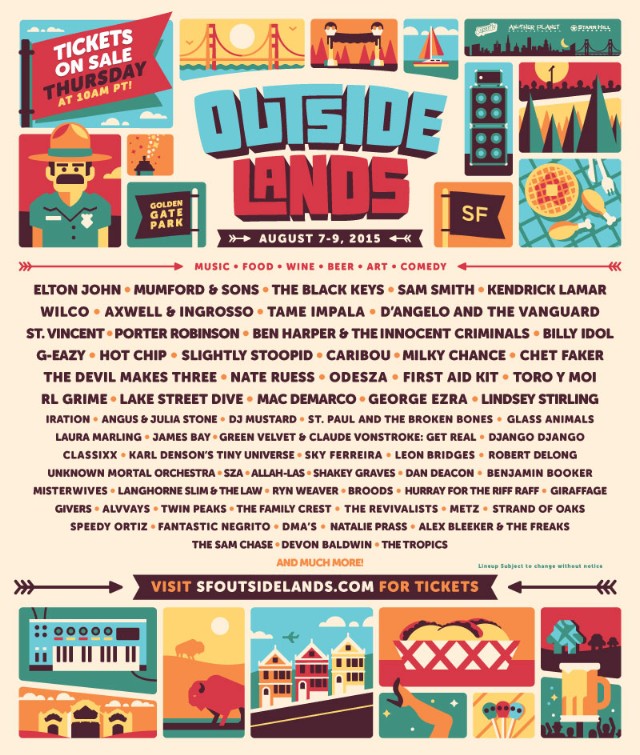 TICKETS
ON SALE
THURSDAY
AT 10AM PT!
ANOTHER PLANET
ENTERTAINMENT
STARR HILL
OUTSIDE
LANDS
GOLDEN
GATE
PARK
SF
AUGUST 7-9, 2015
MUSIC • FOOD • WINE • BEER • ART • COMEDY
ELTON JOHN • MUMFORD & SONS • THE BLACK KEYS • SAM SMITH • KENDRICK LAMAR
WILCO • AXWELL & INGROSSO • TAME IMPALA • D'ANGELO AND THE VANGUARD
ST. VINCENT • PORTER ROBINSON • BEN HARPER & THE INNOCENT CRIMINALS • BILLY IDOL
G-EAZY • HOT CHIP • SLIGHTLY STOOPID • CARIBOU • MILKY CHANCE • CHET FAKER
THE DEVIL MAKES THREE • NATE RUESS • ODESZA • FIRST AID KIT • TORO Y MOI
RL GRIME • LAKE STREET DIVE • MAC DEMARCO • GEORGE EZRA • LINDSEY STIRLING
IRATION • ANGUS & JULIA STONE • DJ MUSTARD • ST. PAUL AND THE BROKEN BONES • GLASS ANIMALS
LAURA MARLING • JAMES BAY • GREEN VELVET & CLAUDE VONSTROKE: GET REAL • DJANGO DJANGO
CLASSIXX • KARL DENSON'S TINY UNIVERSE • SKY FERREIRA • LEON BRIDGES • ROBERT DELONG
UNKNOWN MORTAL ORCHESTRA • SZA • ALLAH-LAS • SHAKEY GRAVES • DAN DEACON • BENJAMIN BOOKER
MISTERWIVES • LANGHORNE SLIM & THE LAW • RYN WEAVER • BROODS • HURRAY FOR THE RIFF RAFF • GIRAFFAGE
GIVERS • ALVVAYS • TWIN PEAKS • THE FAMILY CREST • THE REVIVALISTS • METZ • STRAND OF OAKS
SPEEDY ORTIZ • FANTASTIC NEGRITO • DMA'S • NATALIE PRASS • ALEX BLEEKER & THE FREAKS
THE SAM CHASE • DEVON BALDWIN • THE TROPICS
AND MUCH MORE!
Lineup Subject to change without notice
VISIT SFOUTSIDELANDS.COM FOR TICKETS